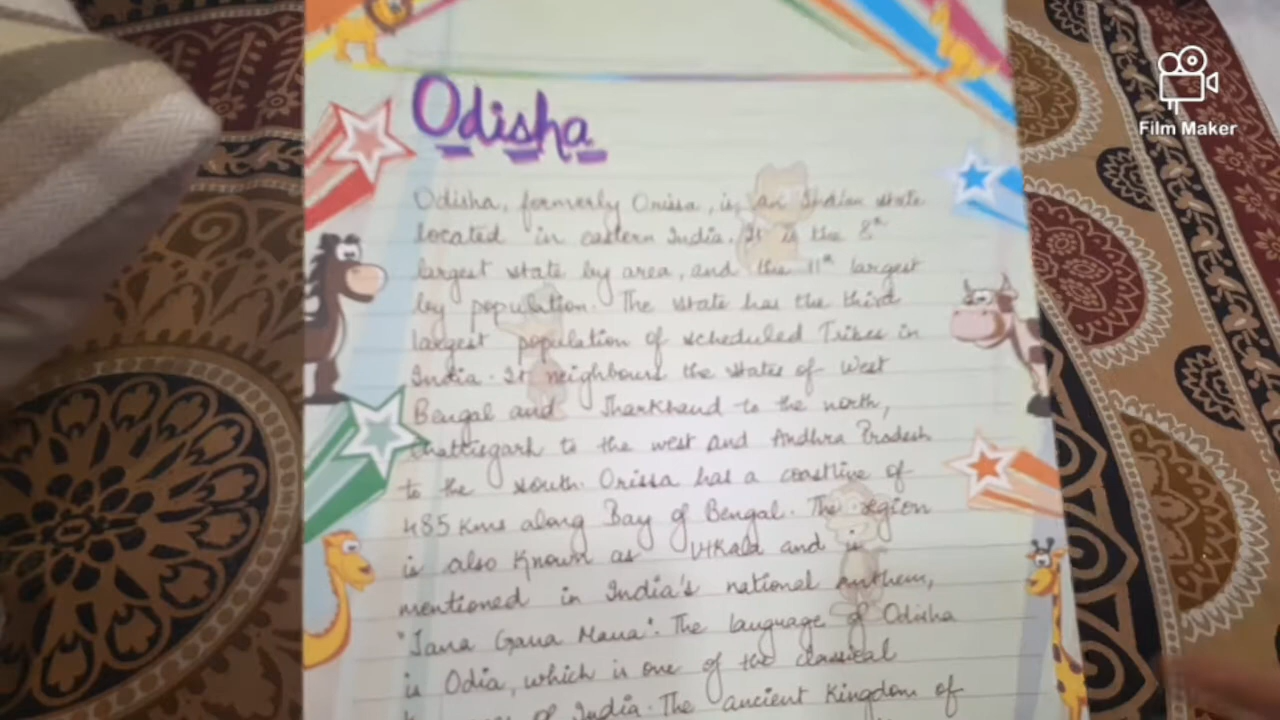 Odisha
Film Maker
Odisha, formerly Orissa, is an Indian state
located in eastern India. It is the 8th
largest state by area, and the 11th largest
by population. The state has the third
largest population of scheduled Tribes in
India. It neighbours the states of West
Bengal and Jharkhand to the north,
Chattisgarh to the west and Andhra Pradesh
to the south. Orissa has a coastline of
485 Kms along Bay of Bengal. The region
is also known as Utkala and is
mentioned in India's national anthem,
"Jana Gana Mana". The language of Odisha
is Odia, which is one of the classical
of India. The ancient Kingdom of